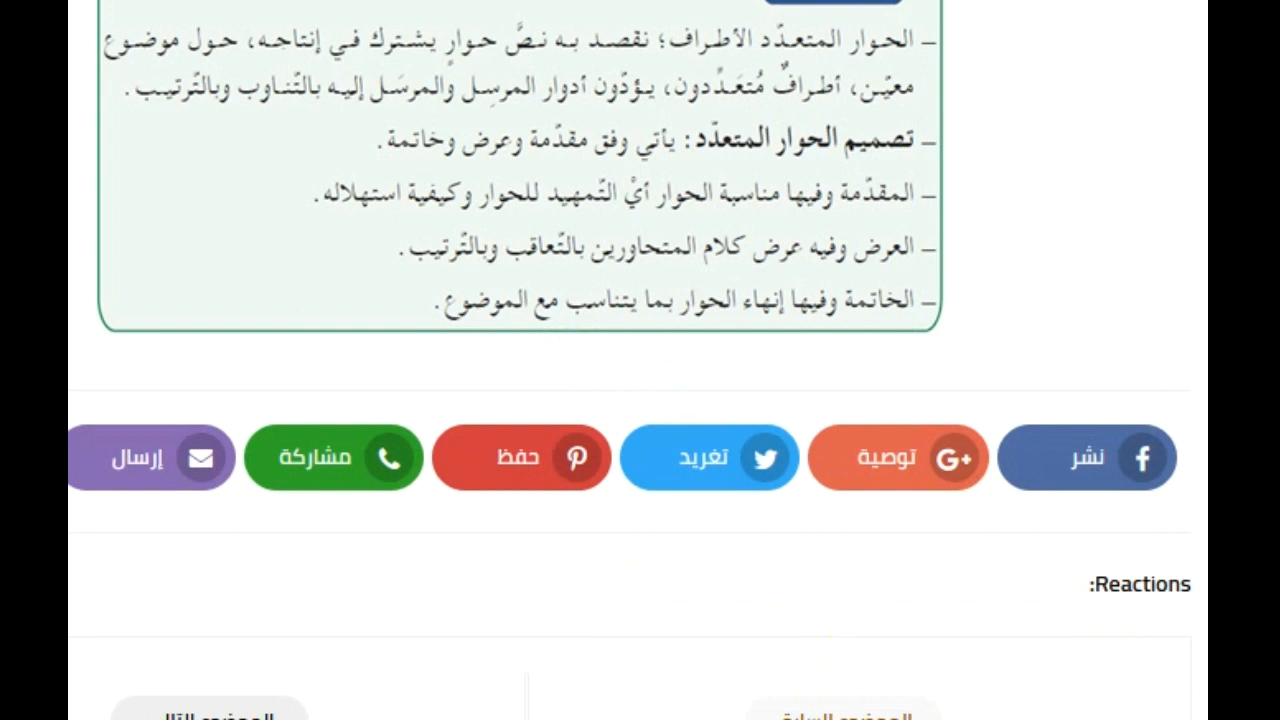 – الحوار المتعدّد الأطراف؛ نقصد به نصَّ حوارٍ يشترك في إنتاجه، حول موضوع
معيّن، أطرافٌ مُتعَدِّدون، يؤدّون أدوار المرسِل والمرسَل إليه بالتّناوب وبالتّرتيب.
– تصميم الحوار المتعدّد: يأتي وفق مقدّمة وعرض وخاتمة.
– المقدّمة وفيها مناسبة الحوار أيْ التّمهيد للحوار وكيفية استهلاله.
– العرض وفيه عرض كلام المتحاورين بالتّعاقب وبالتّرتيب.
– الخاتمة وفيها إنهاء الحوار بما يتناسب مع الموضوع.
نشر توصية تغريد حفظ مشاركة إرسال
Reactions: